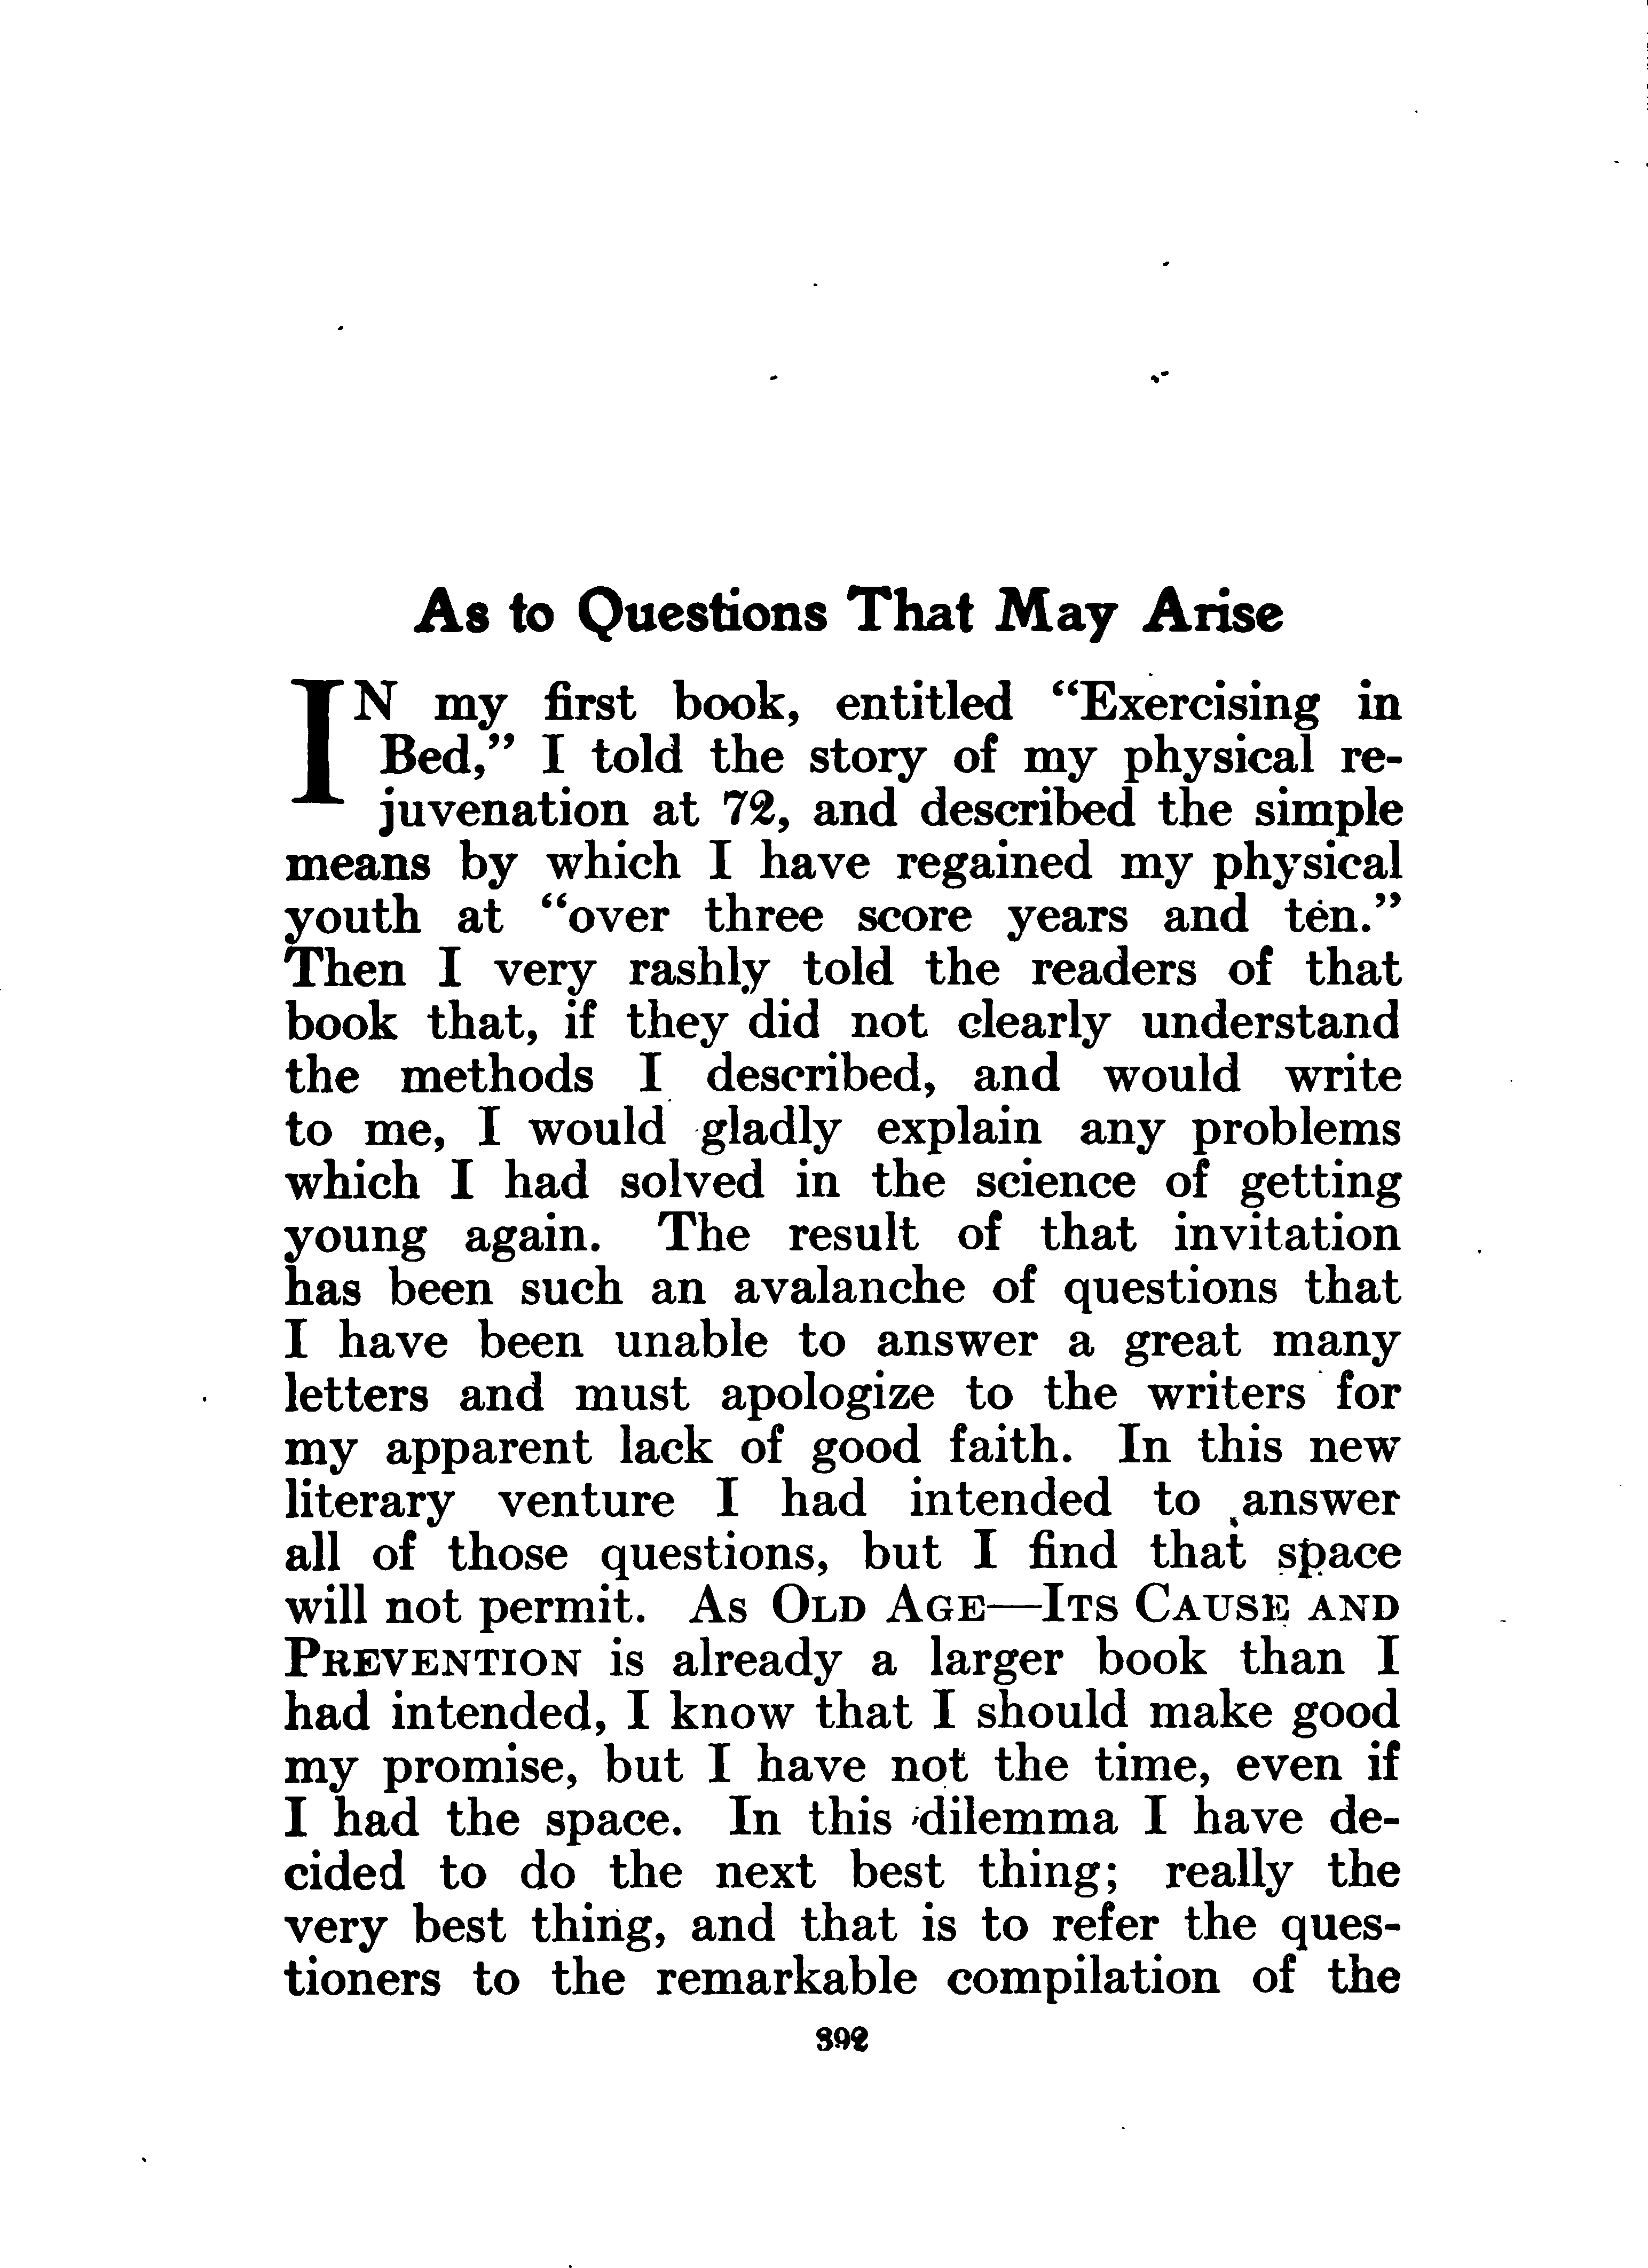 As to Questions That May Arise
IN my first book, entitled “Exercising in
Bed,” I told the story of my physical re-
juvenation at 72, and described the simple
means by which I have regained my physical
youth at “over three score years and ten.”
Then I very rashly told the readers of that
book that, if they did not clearly understand
the methods I described, and would write
to me, I would gladly explain any problems
which I had solved in the science of getting
young again. The result of that invitation
has been such an avalanche of questions that
I have been unable to answer a great many
letters and must apologize to the writers for
my apparent lack of good faith. In this new
literary venture I had intended to answer
all of those questions, but I find that space
will not permit. As OLD AGE—ITS CAUSE AND
PREVENTION is already a larger book than I
had intended, I know that I should make good
my promise, but I have not the time, even if
I had the space. In this dilemma I have de-
cided to do the next best thing; really the
very best thing, and that is to refer the ques-
tioners to the remarkable compilation of the
392